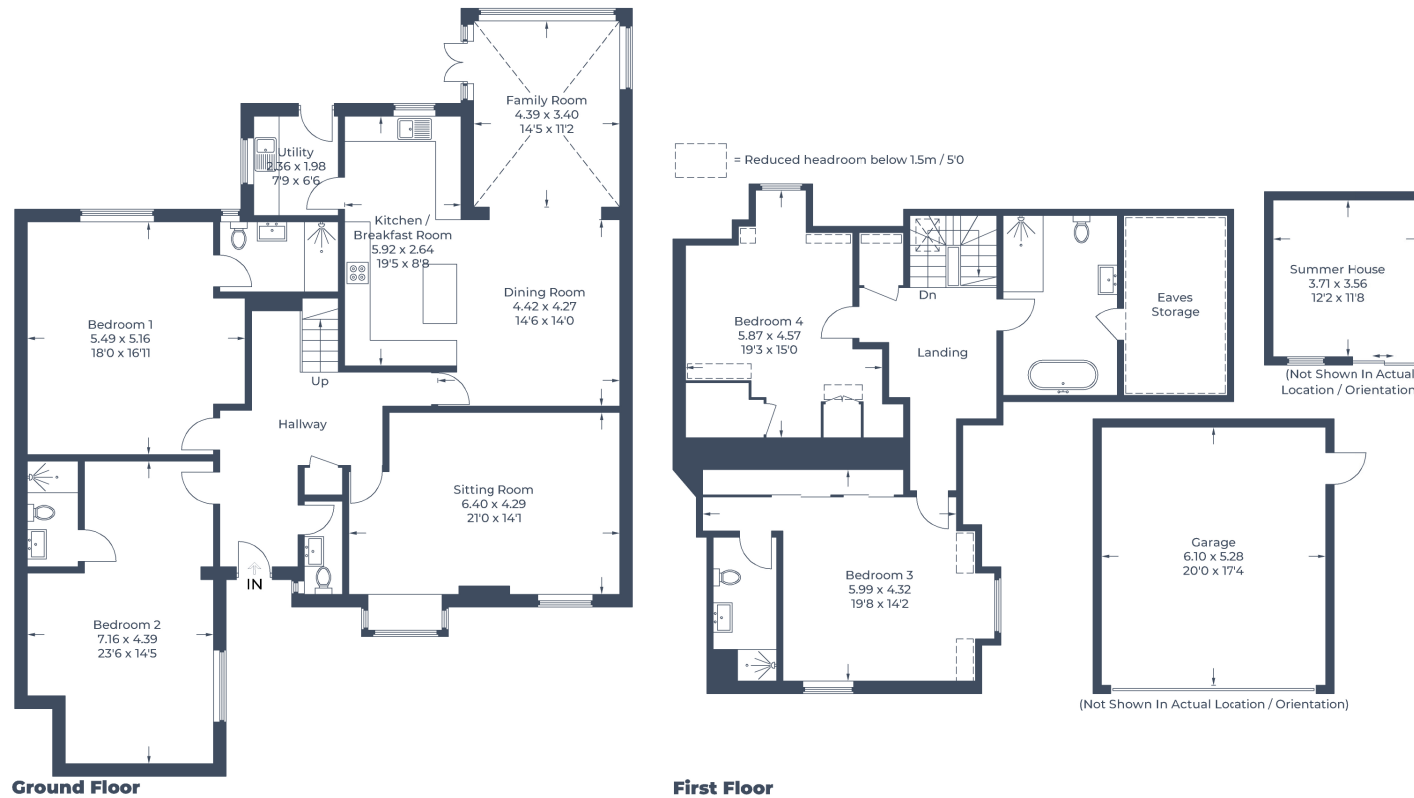 Family Room
4.39 x 3.40
14'5 x 11'2
Utility
2.36 x 1.98
7'9 x 6'6
Kitchen /
Breakfast Room
5.92 x 2.64
19'5 x 8'8
Dining Room
4.42 x 4.27
14'6 x 14'0
Bedroom 1
5.49 x 5.16
18'0 x 16'11
Up
Hallway
Sitting Room
6.40 x 4.29
21'0 x 14'1
IN
Bedroom 2
7.16 x 4.39
23'6 x 14'5
Ground Floor
= Reduced headroom below 1.5m / 5'0
Dn
Eaves
Storage
Bedroom 4
5.87 x 4.57
19'3 x 15'0
Landing
Bedroom 3
5.99 x 4.32
19'8 x 14'2
First Floor
Summer House
3.71 x 3.56
12'2 x 11'8
(Not Shown In Actual
Location / Orientation
Garage
6.10 x 5.28
20'0 x 17'4
(Not Shown In Actual Location / Orientation)